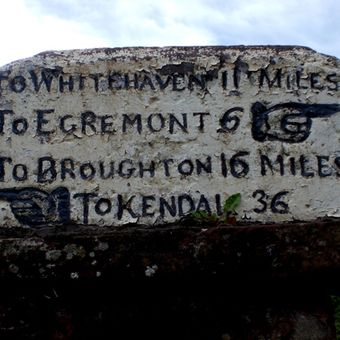 TO WHITEHAVEN 11 MILES
TO EGREMONT 6
TO BROUGHTON 16 MILES
TO KENDAL 36